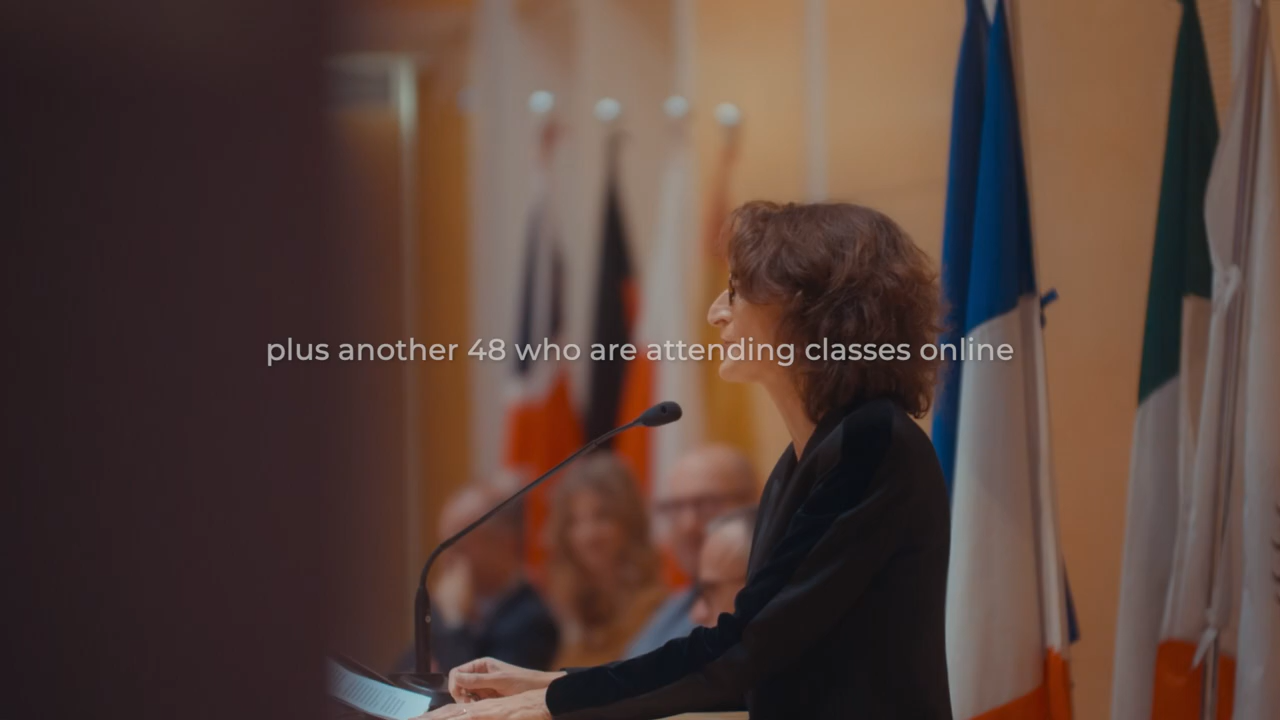 plus another 48 who are attending classes online